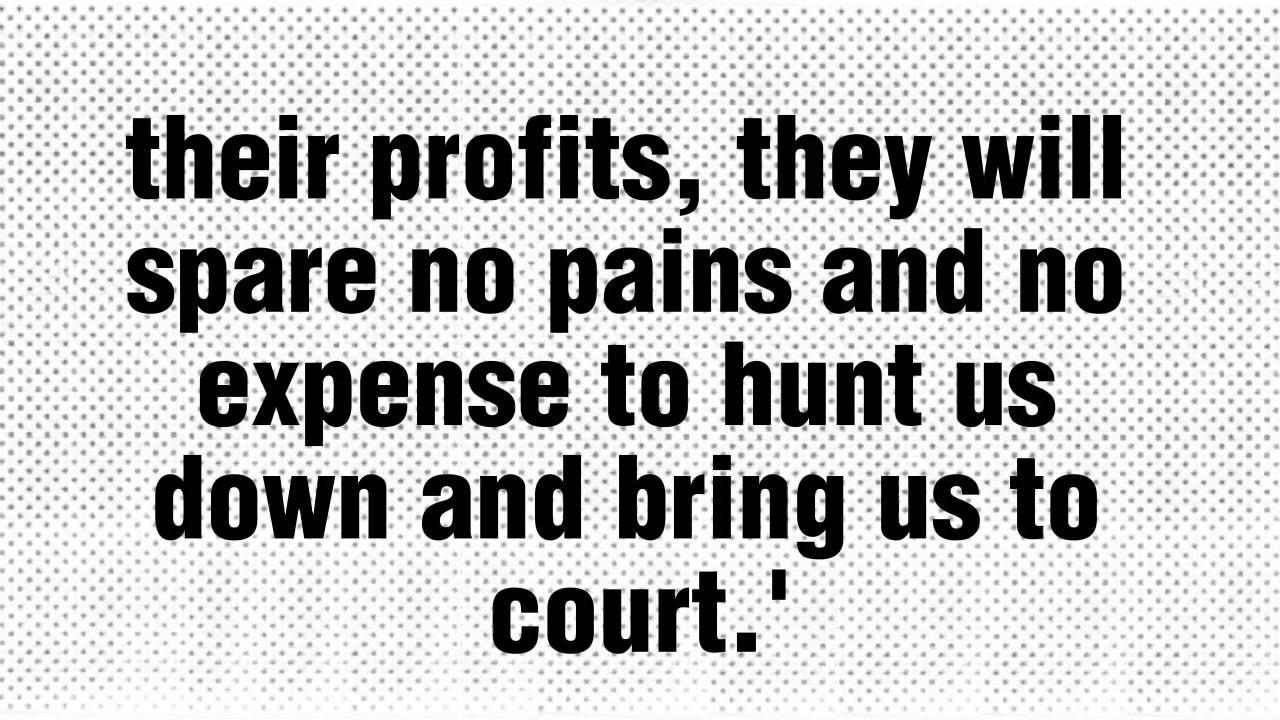 their profits, they will
spare no pains and no
expense to hunt us
down and bring us to
court.'